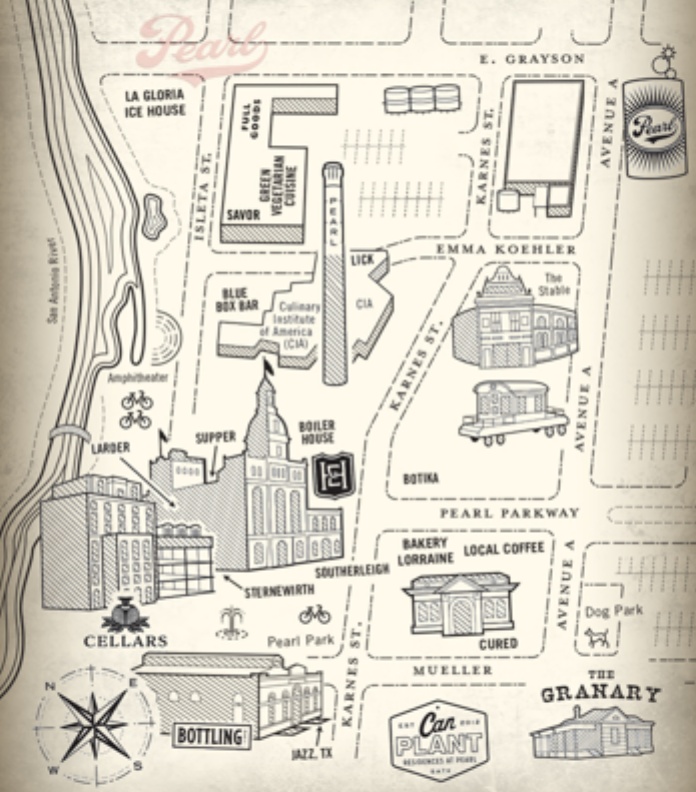 Pearl
E. GRAYSON
LA GLORIA
ICE HOUSE
FULL
GOODS
GREEN
VEGETARIAN
CUISINE
SAVOR
ISLETA ST.
PEARL
KARNES ST.
AVENUE A
Pearl
EMMA KOEHLER
San Antonio River
BLUE
BOX BAR
Culinary
Institute
of America
(CIA)
LICK
CIA
The
Stable
KARNES ST.
AVENUE A
Amphitheater
LARDER
SUPPER
BOILER
HOUSE
BOTIKA
PEARL PARKWAY
BAKERY
LORRAINE
LOCAL COFFEE
SOUTHERLEIGH
STERNEWIRTH
CELLARS
Pearl Park
CURED
AVENUE A
Dog Park
KARNES ST.
MUELLER
N
E
W
S
BOTTLING
JAZZ, TX
EST 2012
Can
PLANT
RESIDENCES AT PEARL
THE
GRANARY